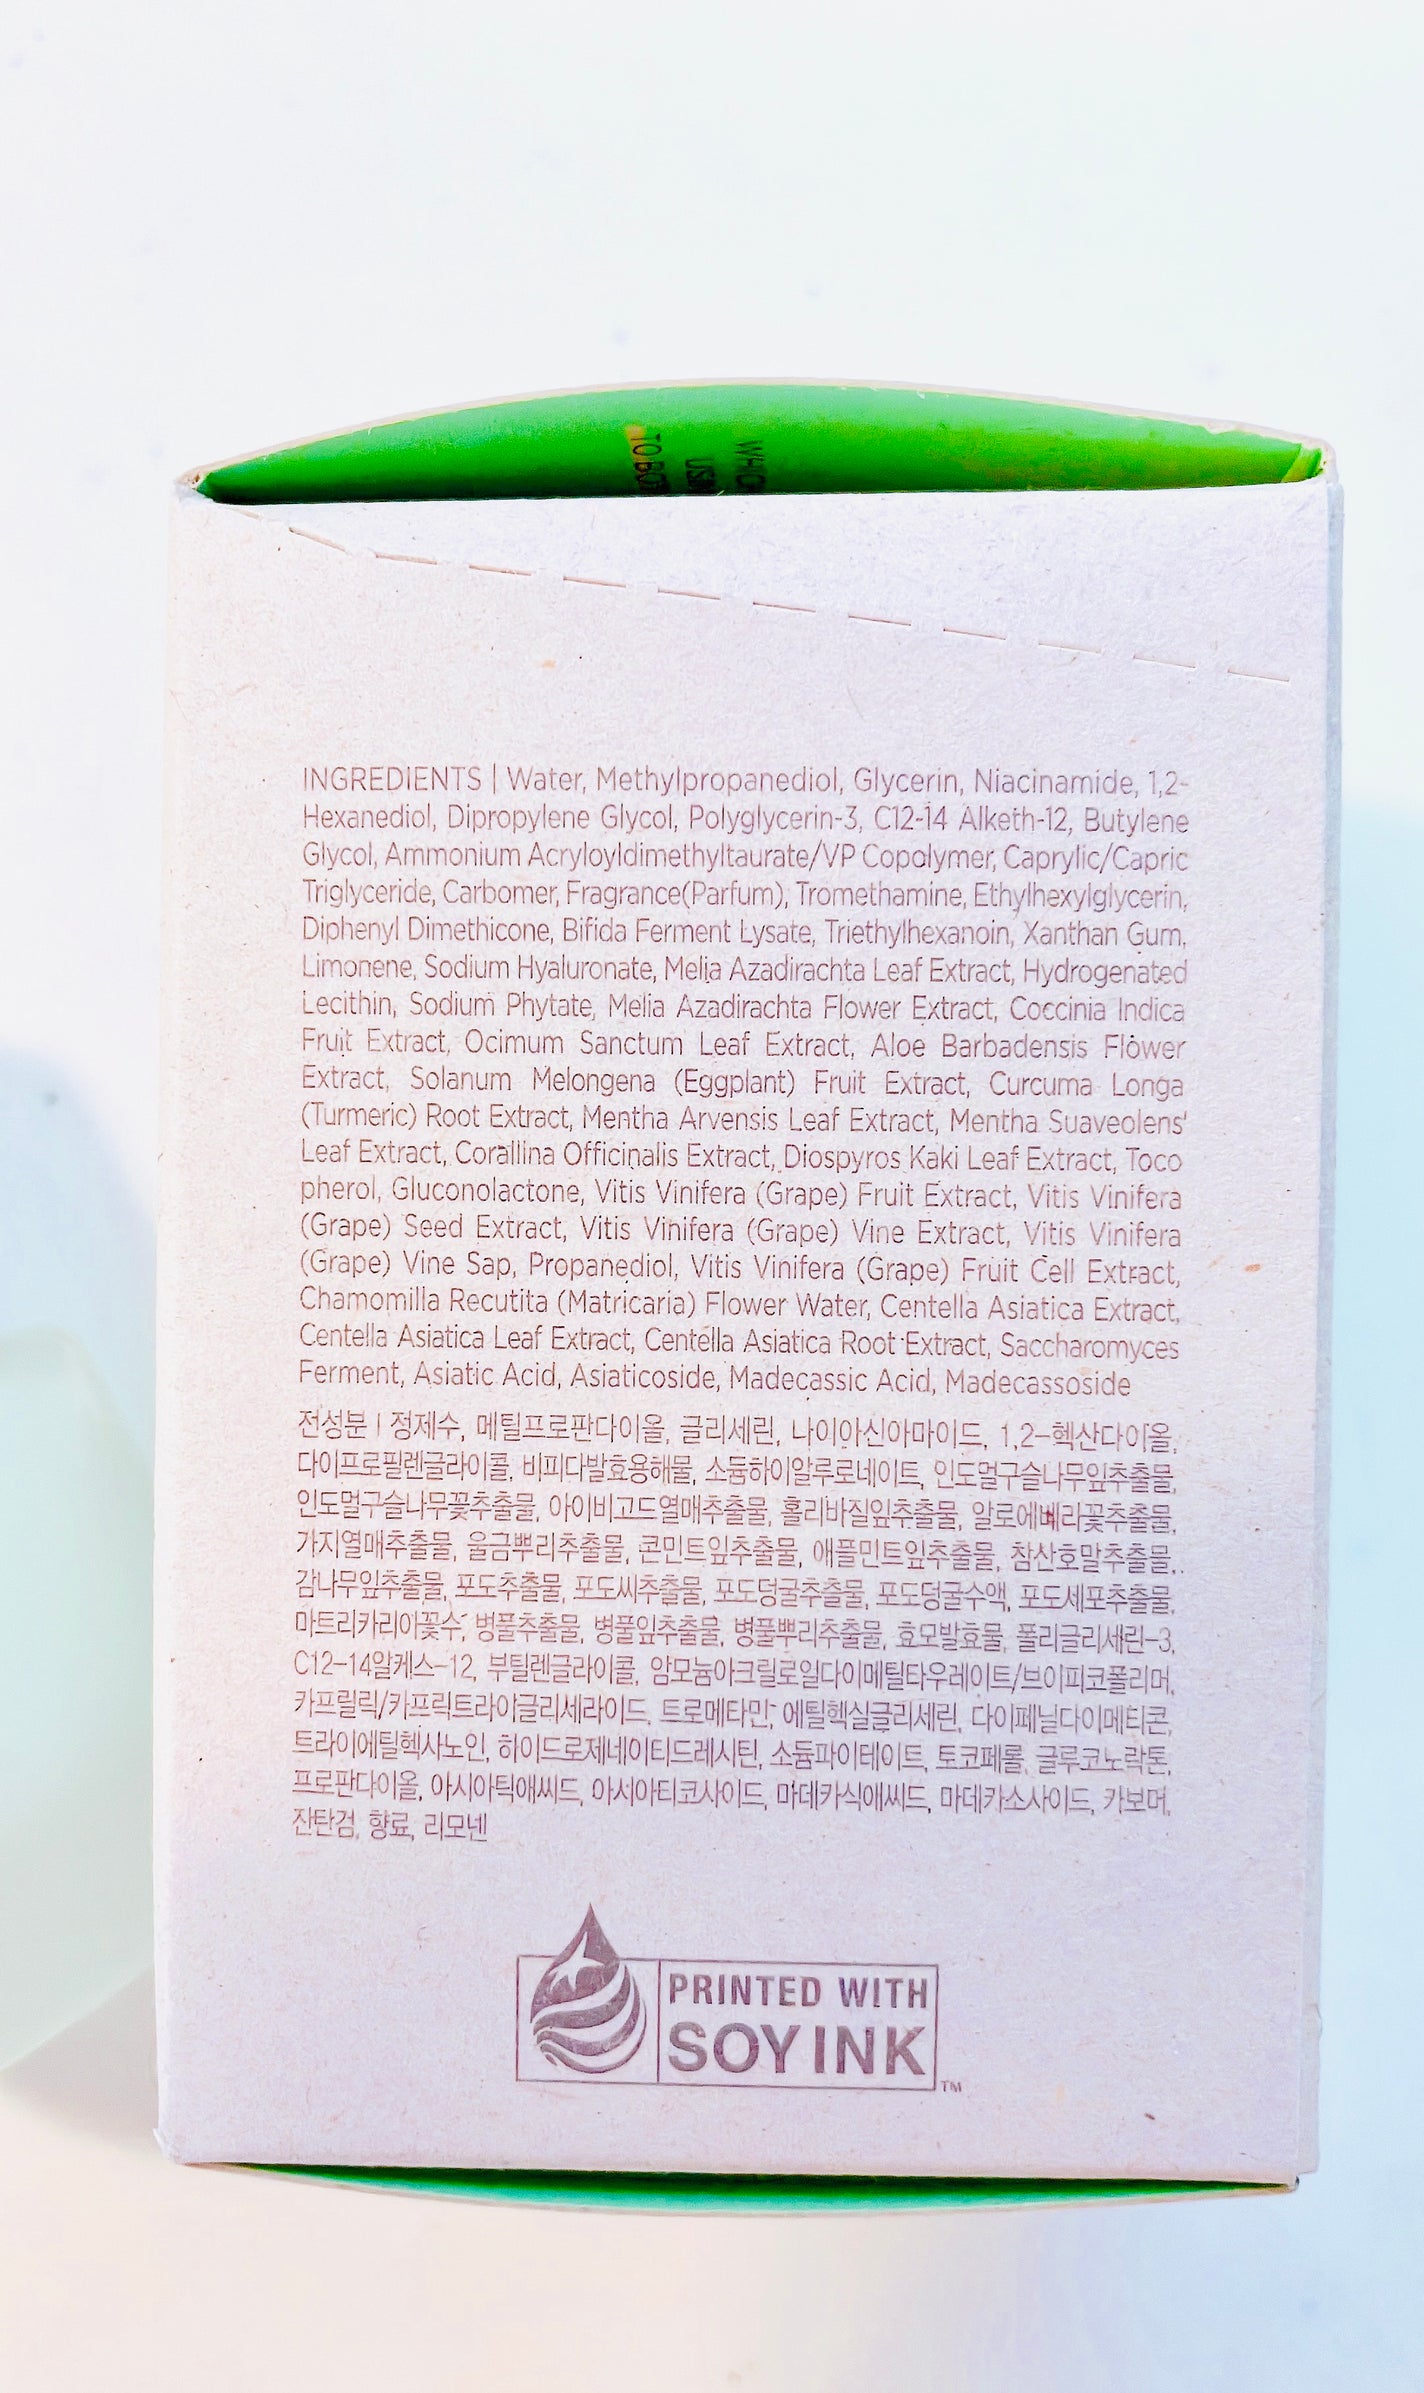 TO BOT
WHICH
USIN
INGREDIENTS | Water, Methylpropanediol, Glycerin, Niacinamide, 1,2-
Hexanediol, Dipropylene Glycol, Polyglycerin-3, C12-14 Alketh-12, Butylene
Glycol, Ammonium Acryloyldimethyltaurate/VP Copolymer, Caprylic/Capric
Triglyceride, Carbomer, Fragrance(Parfum), Tromethamine, Ethylhexylglycerin,
Diphenyl Dimethicone, Bifida Ferment Lysate, Triethylhexanoin, Xanthan Gum,
Limonene, Sodium Hyaluronate, Melia Azadirachta Leaf Extract, Hydrogenated
Lecithin, Sodium Phytate, Melia Azadirachta Flower Extract, Coccinia Indica
Fruit Extract, Ocimum Sanctum Leaf Extract, Aloe Barbadensis Flower
Extract, Solanum Melongena (Eggplant) Fruit Extract, Curcuma Longa
(Turmeric) Root Extract, Mentha Arvensis Leaf Extract, Mentha Suaveolens
Leaf Extract, Corallina Officinalis Extract, Diospyros Kaki Leaf Extract, Toco
pherol, Gluconolactone, Vitis Vinifera (Grape) Fruit Extract, Vitis Vinifera
(Grape) Seed Extract, Vitis Vinifera (Grape) Vine Extract, Vitis Vinifera
(Grape) Vine Sap, Propanediol, Vitis Vinifera (Grape) Fruit Cell Extract,
Chamomilla Recutita (Matricaria) Flower Water, Centella Asiatica Extract,
Centella Asiatica Leaf Extract, Centella Asiatica Root Extract, Saccharomyces
Ferment, Asiatic Acid, Asiaticoside, Madecassic Acid, Madecassoside
전성분 | 정제수, 메틸프로판다이올, 글리세린, 나이아신아마이드, 1,2-헥산다이올,
다이프로필렌글라이콜, 비피다발효용해물, 소듐하이알루로네이트, 인도멀구슬나무잎추출물,
인도멀구슬나무꽃추출물, 아이비고드열매추출물, 홀리바질잎추출물, 알로에베라꽃추출물,
가지열매추출물, 울금뿌리추출물, 콘민트잎추출물, 애플민트잎추출물, 참산호말추출물,
감나무잎추출물, 포도추출물, 포도씨추출물, 포도덩굴추출물, 포도덩굴수액, 포도세포추출물,
마트리카리아꽃수, 병풀추출물, 병풀잎추출물, 병풀뿌리추출물, 효모발효물, 폴리글리세린-3,
C12-14알케스-12, 부틸렌글라이콜, 암모늄아크릴로일다이메틸타우레이트/브이피코폴리머,
카프릴릭/카프릭트라이글리세라이드, 트로메타민, 에틸헥실글리세린, 다이페닐다이메티콘,
트라이에틸헥사노인, 하이드로제네이티드레시틴, 소듐파이테이트, 토코페롤, 글루코노락톤,
프로판다이올, 아시아틱애씨드, 아시아티코사이드, 마데카식애씨드, 마데카소사이드, 카보머,
잔탄검, 향료, 리모넨
PRINTED WITH
SOY INK
TM